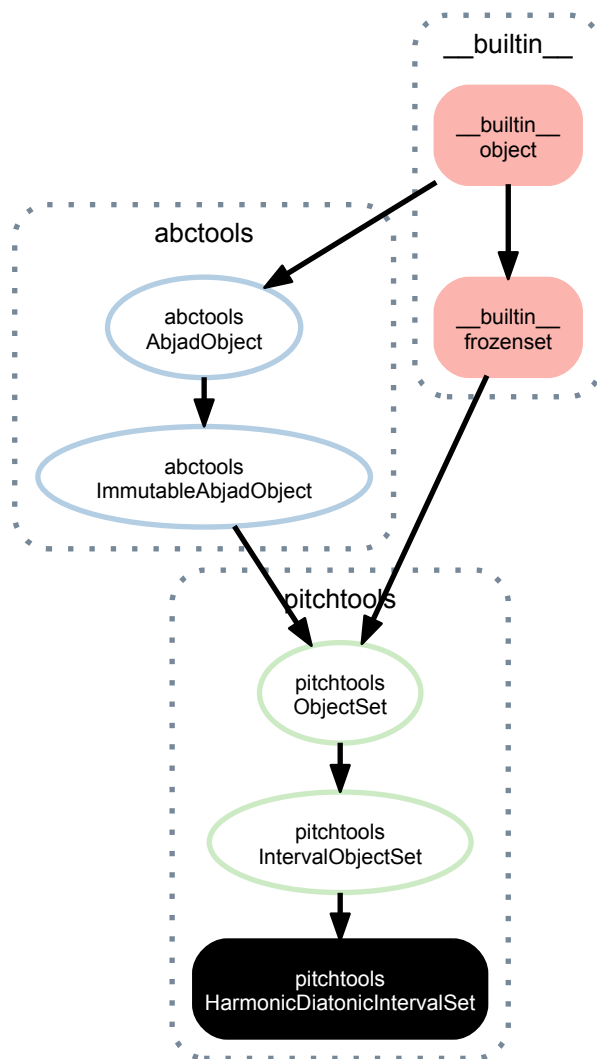 __builtin__
__builtin__
object
abctools
abctools
AbjadObject
__builtin__
frozenset
abctools
ImmutableAbjadObject
pitchtools
pitchtools
ObjectSet
pitchtools
IntervalObjectSet
pitchtools
HarmonicDiatonicIntervalSet